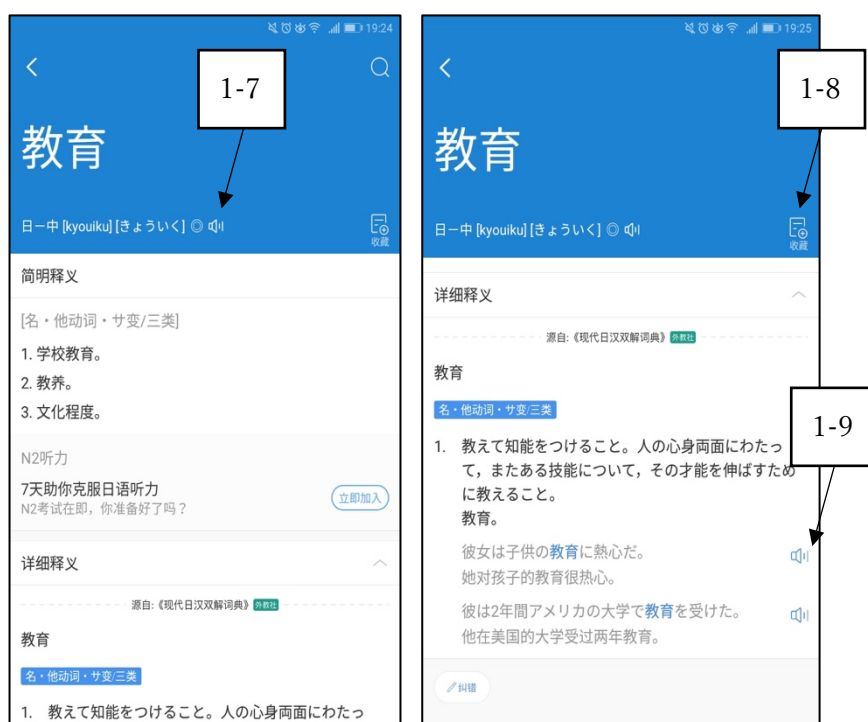 19:24
1-7
教育
日一中 [kyouiku] [きょういく] ◎
收藏
简明释义
[名・他动词・サ变/三类]
1. 学校教育。
2. 教养。
3. 文化程度。
N2听力
7天助你克服日语听力
N2考试在即，你准备好了吗？
立即加入
详细释义
源自:《现代日汉双解词典》 外教社
教育
名・他动词・サ变/三类
1. 教えて知能をつけること。人の心身両面にわたっ
19:25
1-8
教育
日一中 [kyouiku] [きょういく] ◎
收藏
详细释义
源自:《现代日汉双解词典》 外教社
教育
名・他动词・サ变/三类
1-9
1. 教えて知能をつけること。人の心身両面にわたっ
て，またある技能について，その才能を伸ばすため
に教えること。
教育。
彼女は子供の教育に熱心だ。
她对孩子的教育很热心。
彼は2年間アメリカの大学で教育を受けた。
他在美国的大学受过两年教育。
纠错